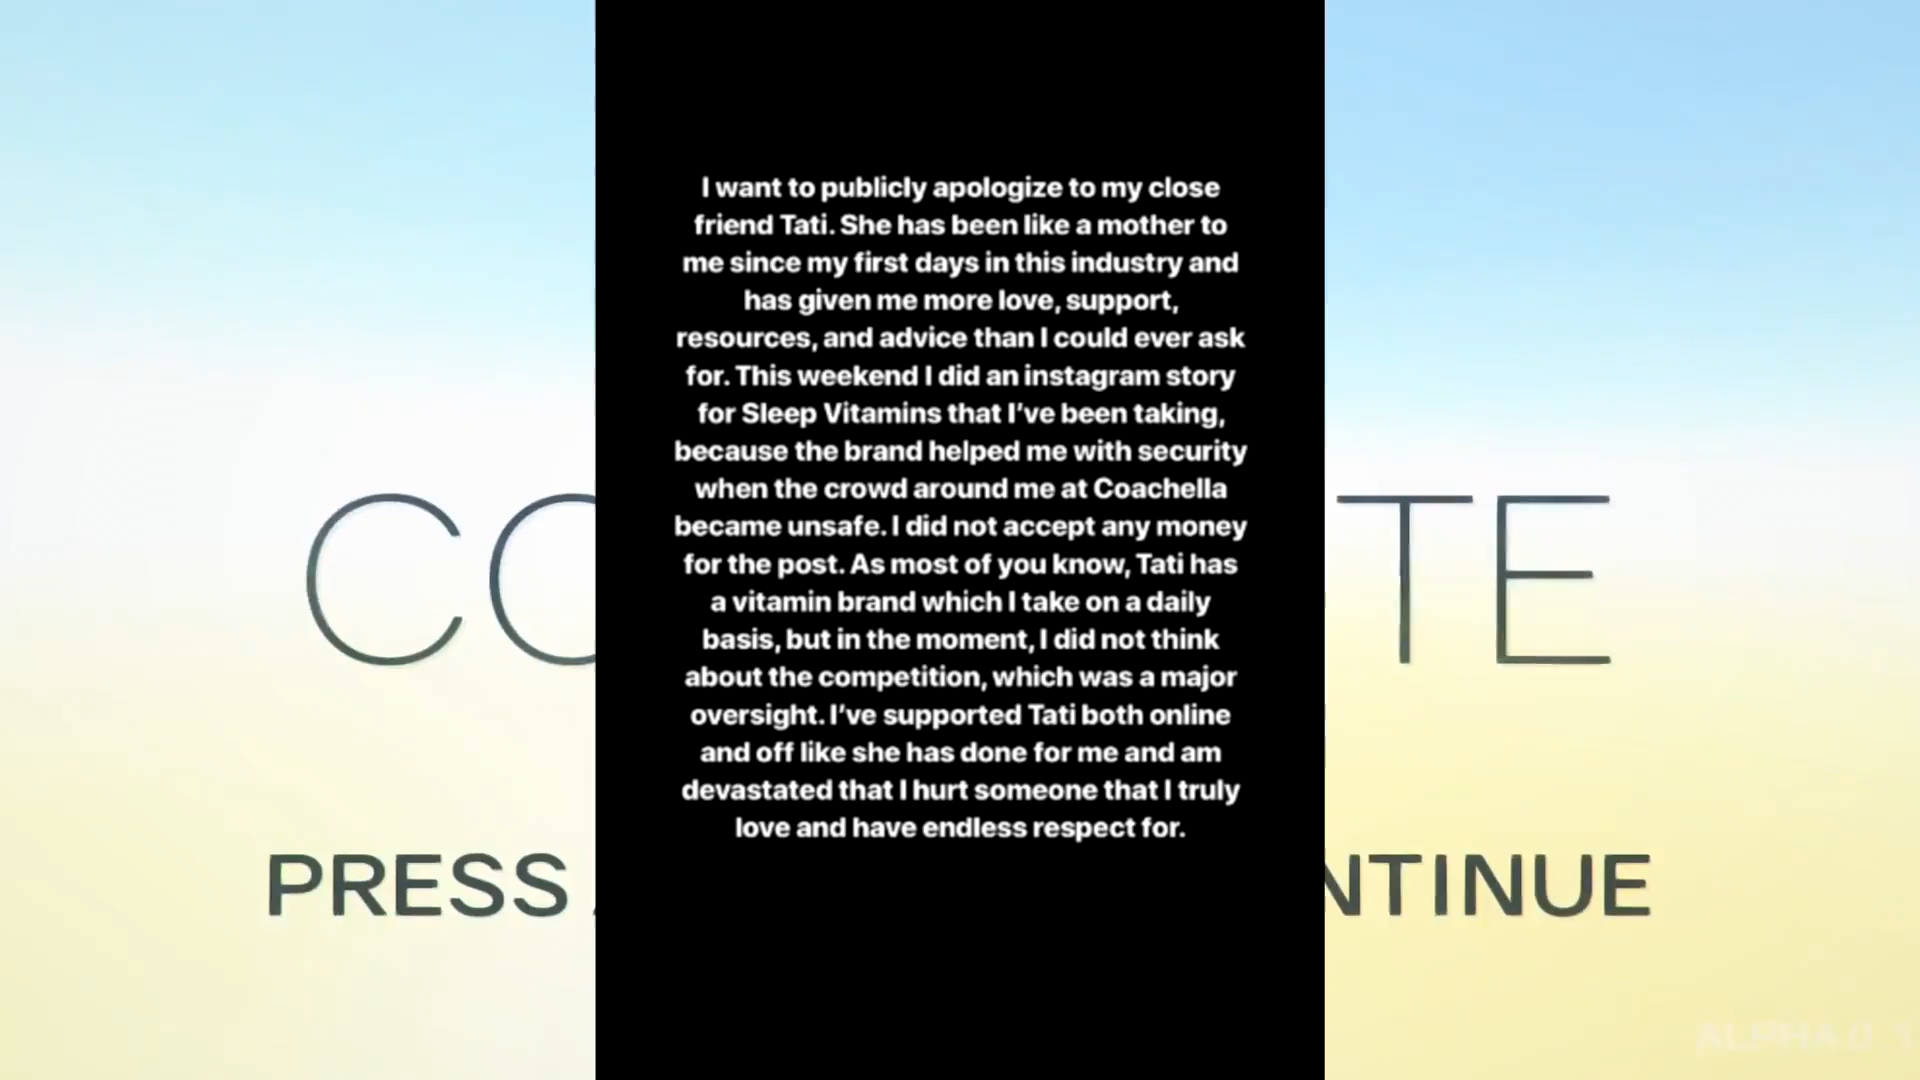 I want to publicly apologize to my close
friend Tati. She has been like a mother to
me since my first days in this industry and
has given me more love, support,
resources, and advice than I could ever ask
for. This weekend I did an instagram story
for Sleep Vitamins that I've been taking,
because the brand helped me with security
when the crowd around me at Coachella
became unsafe. I did not accept any money
for the post. As most of you know, Tati has
a vitamin brand which I take on a daily
basis, but in the moment, I did not think
about the competition, which was a major
oversight. I've supported Tati both online
and off like she has done for me and am
devastated that I hurt someone that I truly
love and have endless respect for.
CO TE
PRESS NTINUE
ALPHA 0